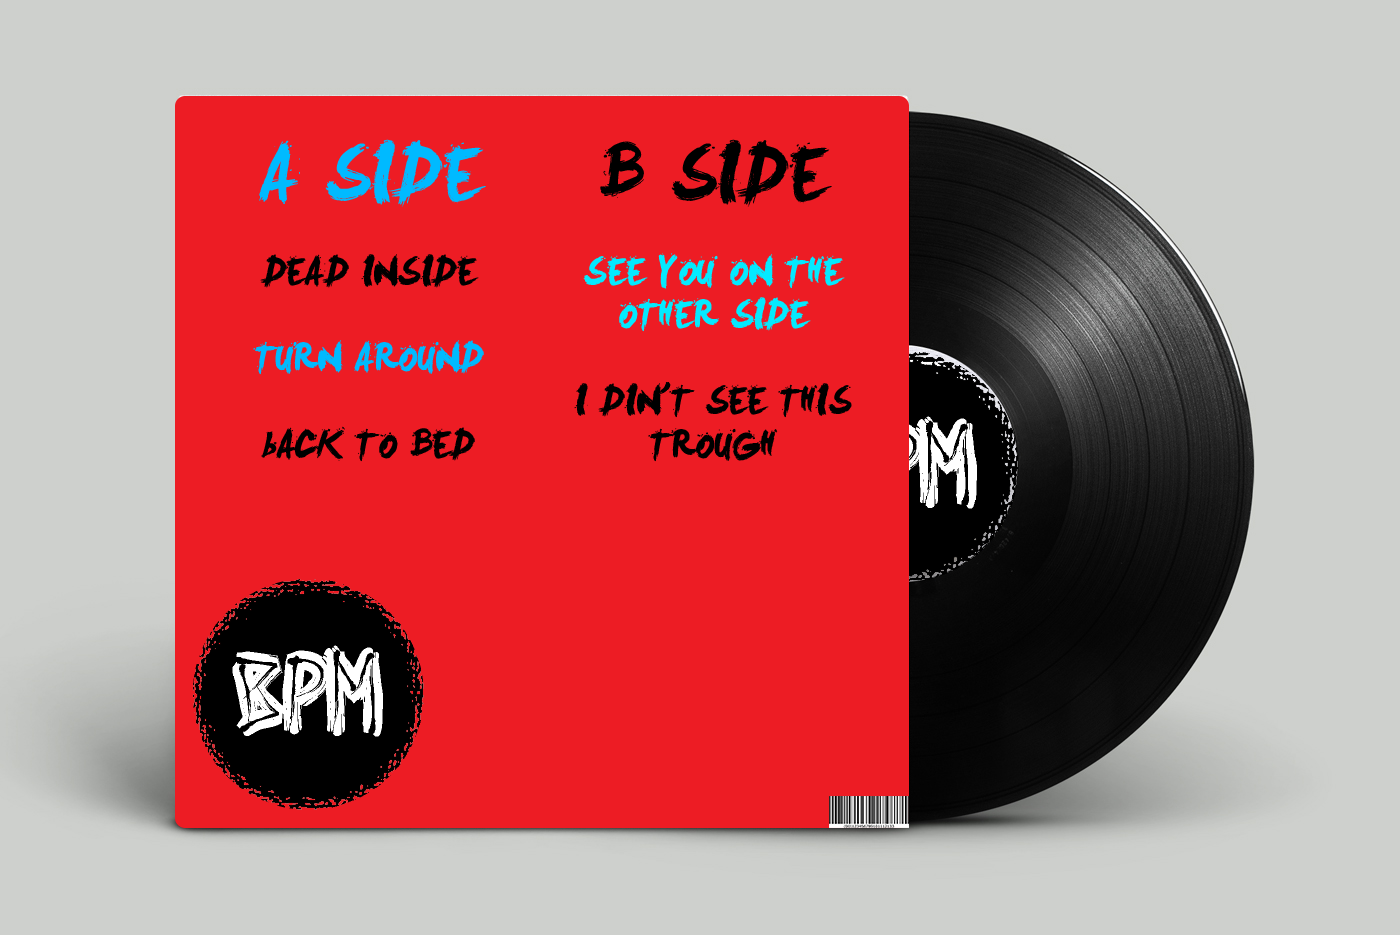 A SIDE
DEAD INSIDE
TURN AROUND
bACK TO BED
B SIDE
SEE YOU ON THE
OTHER SIDE
I DIN'T SEE THIS
TROUGH
BPM
PM